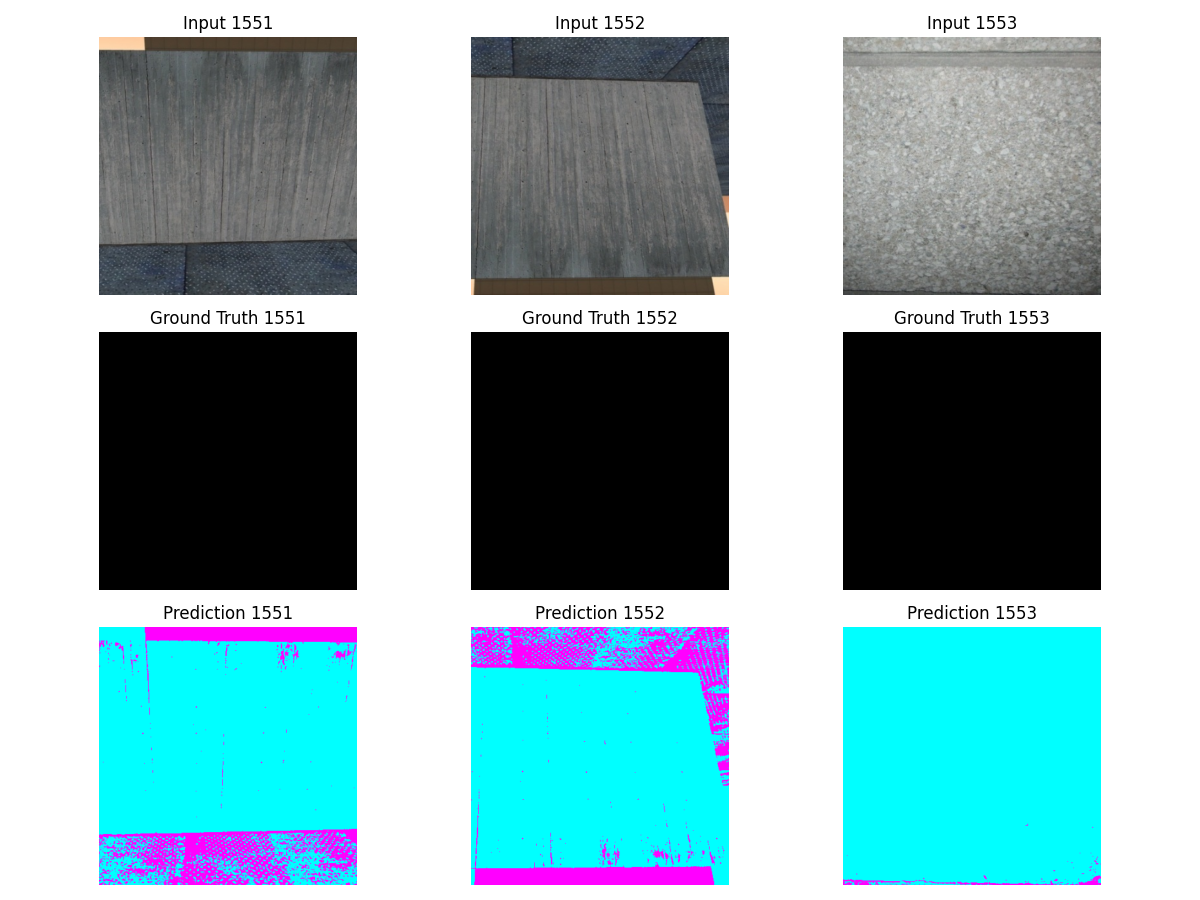 Input 1551
Input 1552
Input 1553
Ground Truth 1551
Ground Truth 1552
Ground Truth 1553
Prediction 1551
Prediction 1552
Prediction 1553